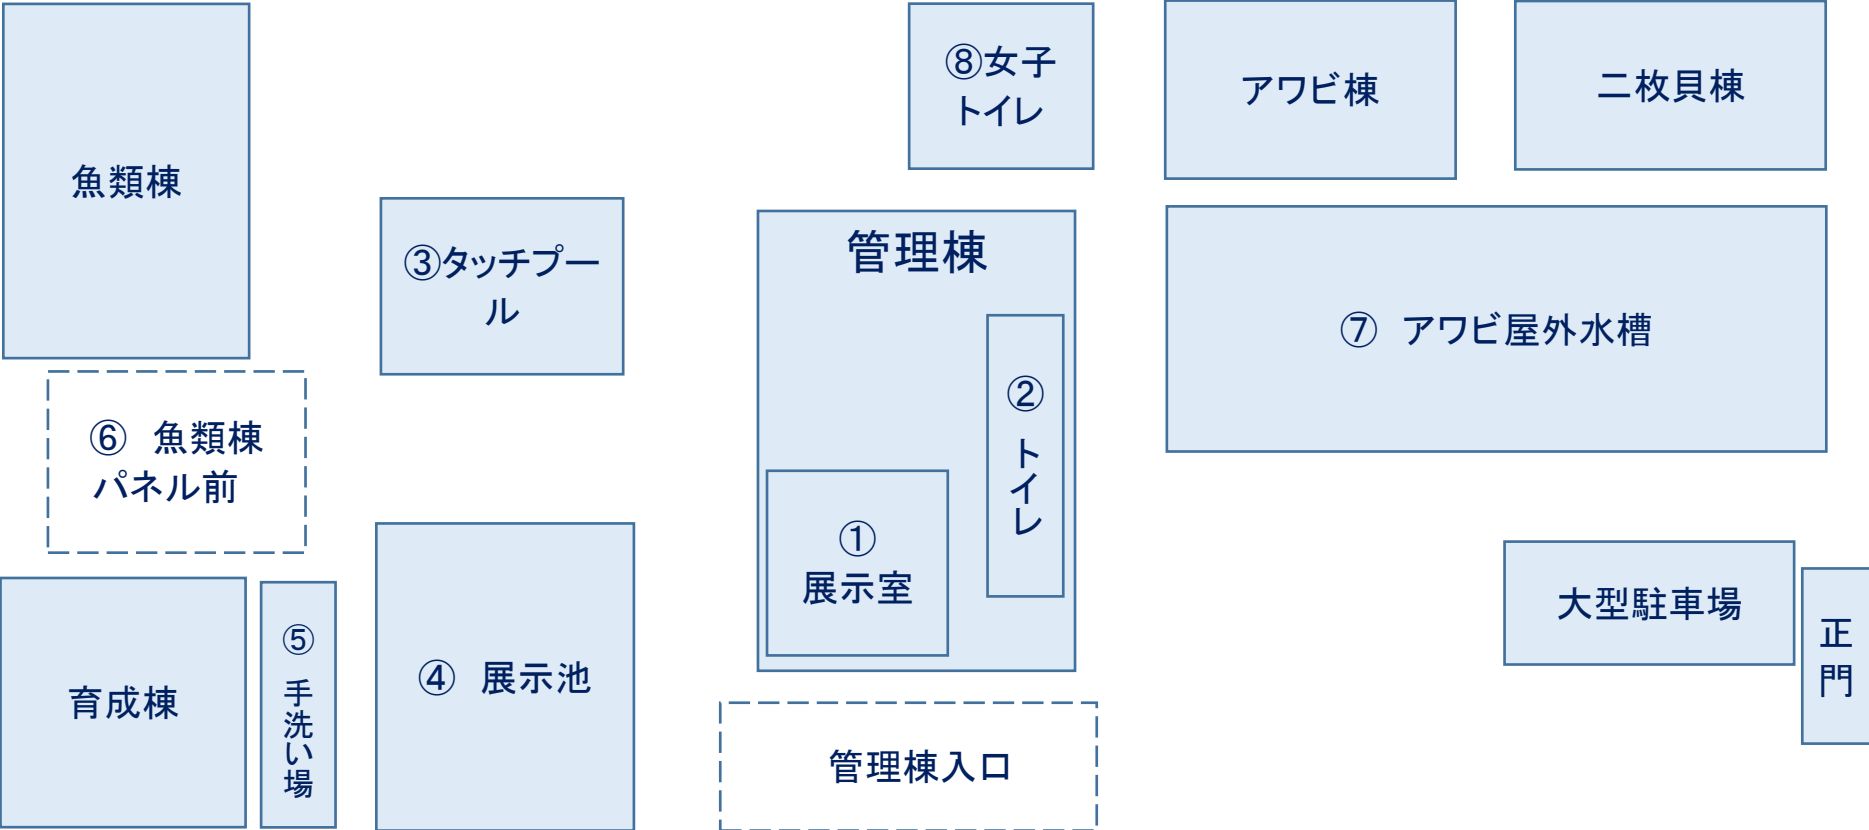 ⑧女子
トイレ
アワビ棟
二枚貝棟
魚類棟
③タッチプー
ル
管理棟
⑦ アワビ屋外水槽
②トイレ
⑥ 魚類棟
パネル前
①
展示室
大型駐車場
正門
⑤手洗い場
④ 展示池
育成棟
管理棟入口